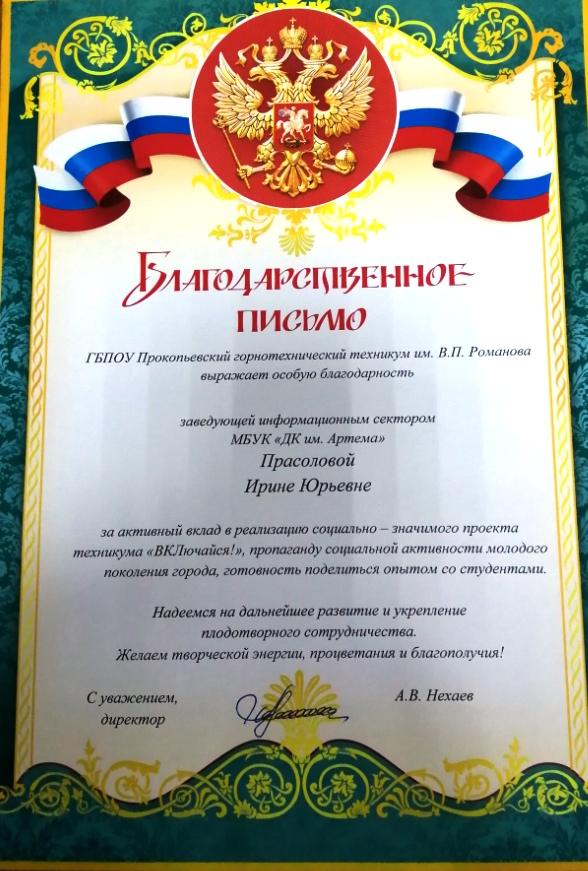 Благодарственное
письмо
ГБПОУ Прокопьевский горнотехнический техникум им. В.П. Романова
выражает особую благодарность
заведующей информационным сектором
МБУК «ДК им. Артема»
Прасоловой
Ирине Юрьевне
за активный вклад в реализацию социально – значимого проекта
техникума «ВКЛючайся!», пропаганду социальной активности молодого
поколения города, готовность поделиться опытом со студентами.
Надеемся на дальнейшее развитие и укрепление
плодотворного сотрудничества.
Желаем творческой энергии, процветания и благополучия!
С уважением,
директор
А.В. Нехаев